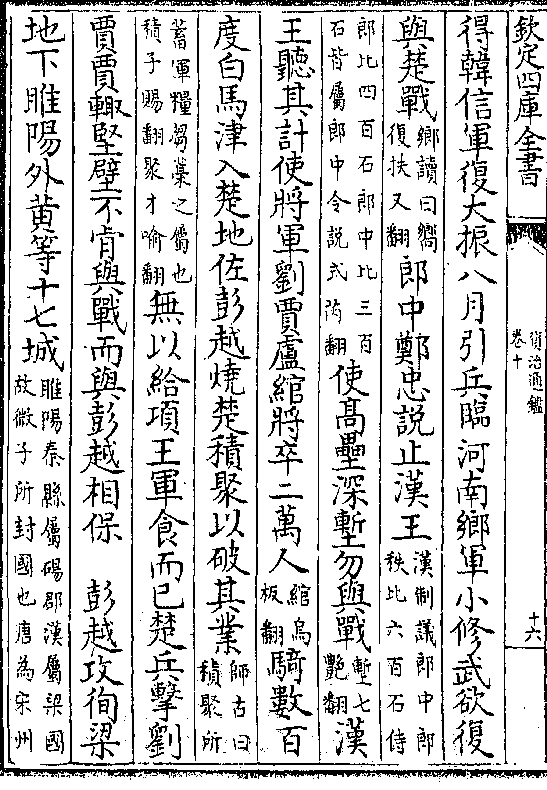 欽定四庫全書
資治通鑑
卷十
十六
得韓信軍復大振八月引兵臨河南鄉軍小修武欲復
與楚戰
鄉讀曰嚮
復扶又翻
郎中鄭忠說止漢王
漢制議郎中郎
秩比六百石侍
郎比四百石郎中比三百
石皆屬郎中令說式芮翻
使髙壘深塹勿與戰
塹七
艷翻
漢
王聽其計使將軍劉賈盧綰將卒二萬人
綰烏
板翻
騎數百
度白馬津入楚地佐彭越燒楚積聚以破其業
師古曰
積聚所
蓄軍糧芻藁之屬也
積子賜翻聚才喻翻
無以給項王軍食而已楚兵擊劉
賈賈輙堅壁不肯與戰而與彭越相保　彭越攻徇梁
地下睢陽外黄等十七城
睢陽秦縣屬碭郡漢屬梁國
故微子所封國也唐為宋州